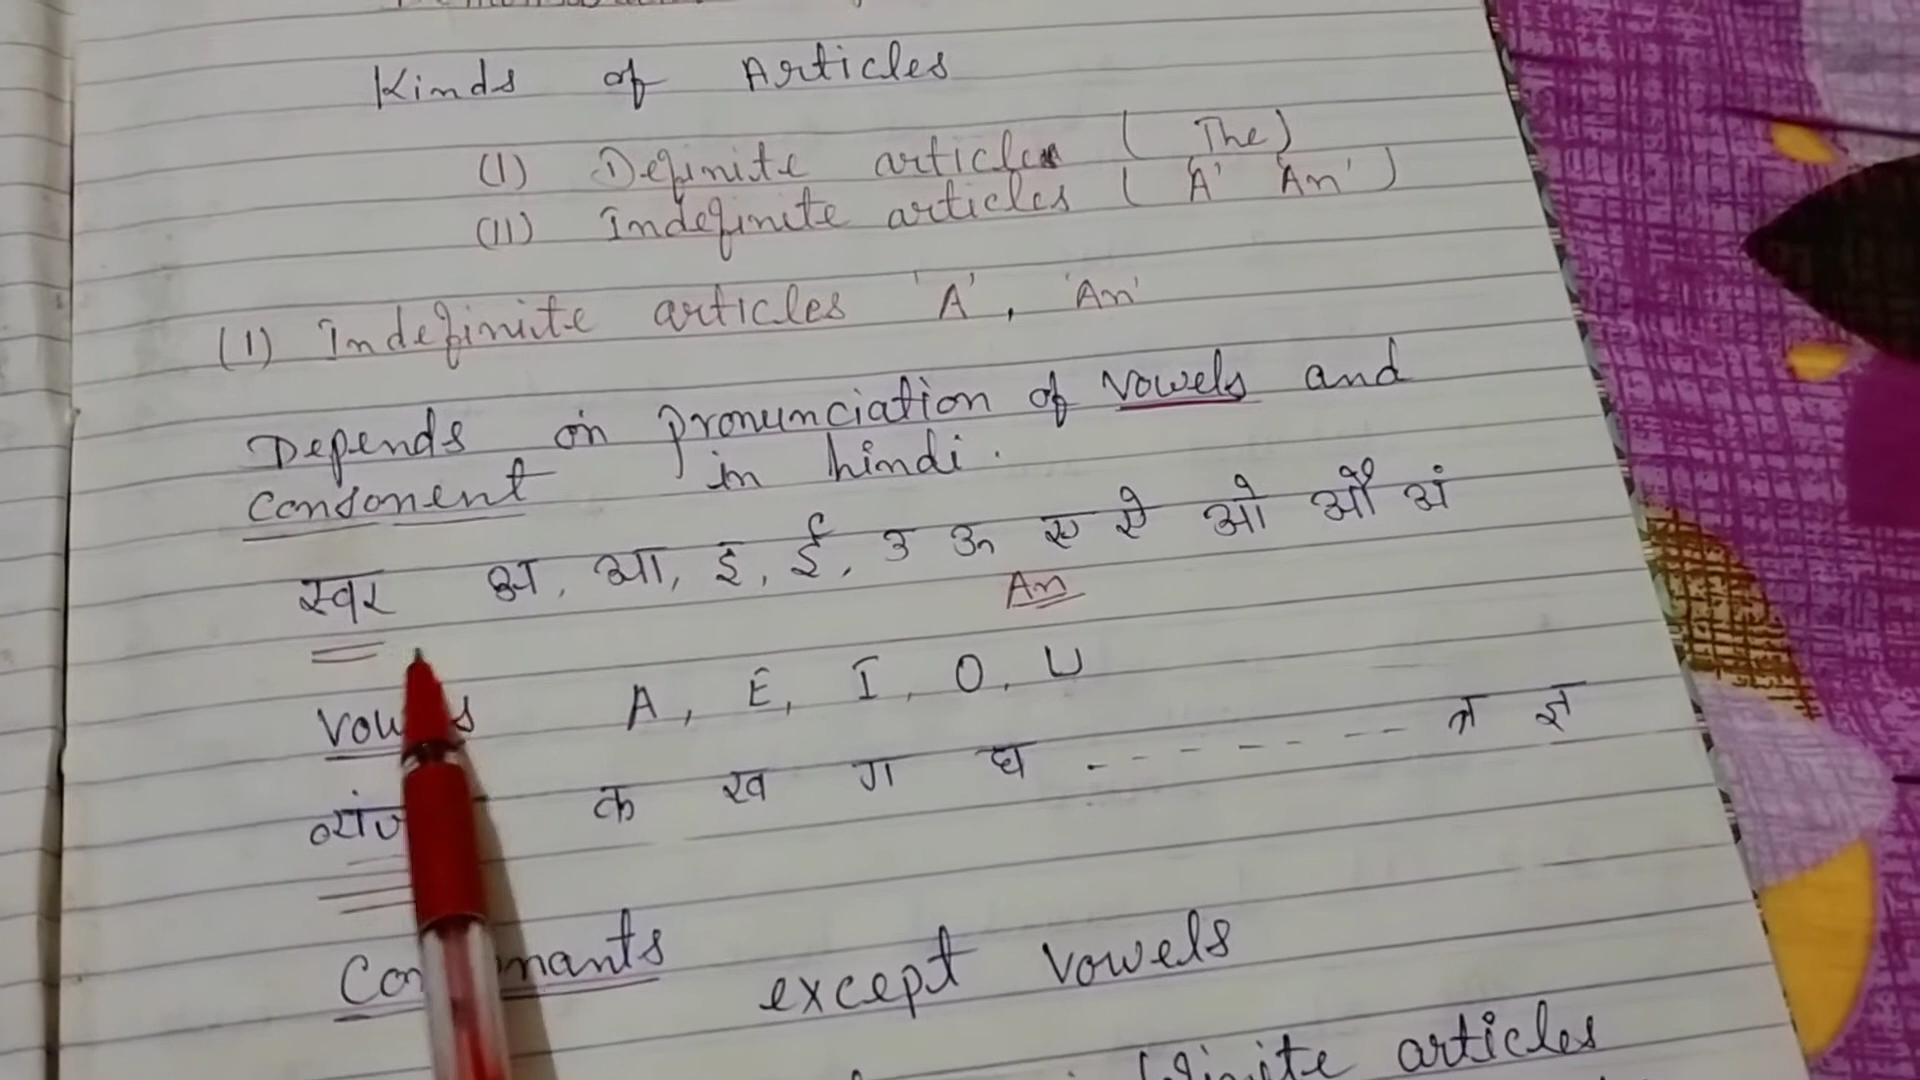 Kinds of Articles
(I) Definite article ( The )
(II) Indefinite articles ( A' An' )
(1) Indefinite articles 'A', 'An'
Depends on pronunciation of vowels and
consonent in hindi.
स्वर अ, आ, इ, ई, उ ऊ ए ऐ ओ औ अं
An
A, E, I, O, U
क ख ग घ - - - - - - - त्र ज्ञ
except vowels
articles